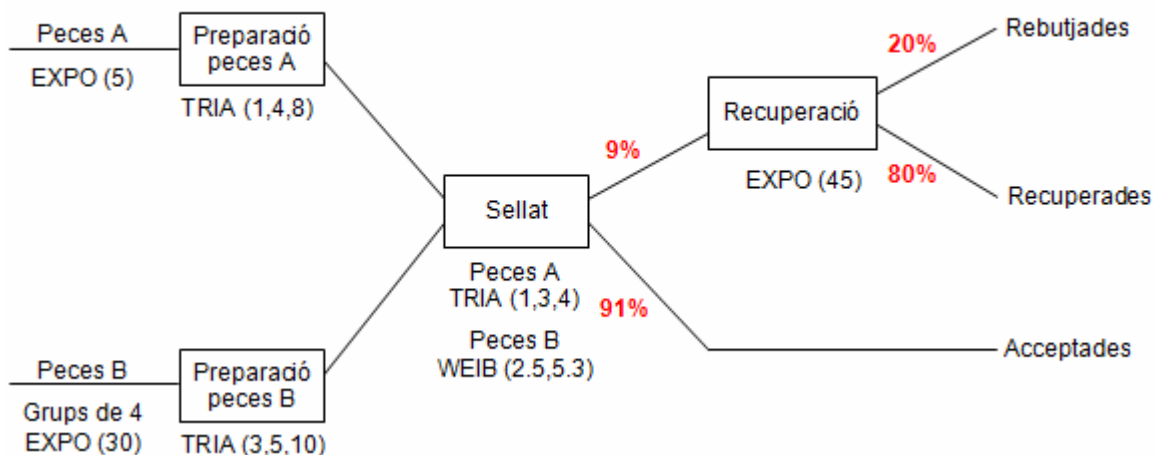 Peces A
EXPO (5)
Preparació
peces A
TRIA (1,4,8)
Peces B
Grups de 4
EXPO (30)
Preparació
peces B
TRIA (3,5,10)
Sellat
Peces A
TRIA (1,3,4)
Peces B
WEIB (2.5,5.3)
9%
91%
Recuperació
EXPO (45)
20%
80%
Rebutjades
Recuperades
Acceptades